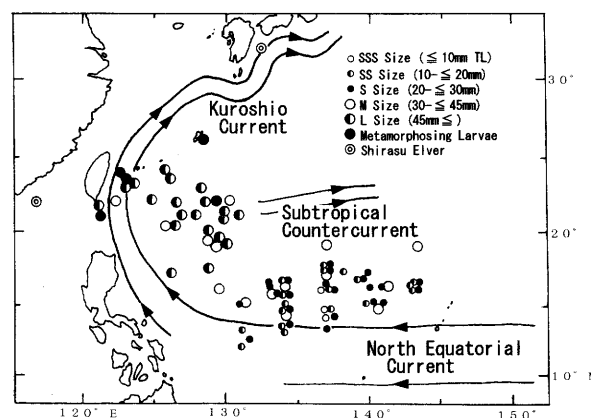 SSS Size (≦ 10mm TL)
SS Size (10-≦ 20mm)
S Size (20-≦ 30mm)
M Size (30-≦ 45mm)
L Size (45mm≦ )
Metamorphosing Larvae
Shirasu Elver
Kuroshio
Current
Subtropical
Countercurrent
North Equatorial
Current
30°
20°
10° N
120°E
130°
140°
150°